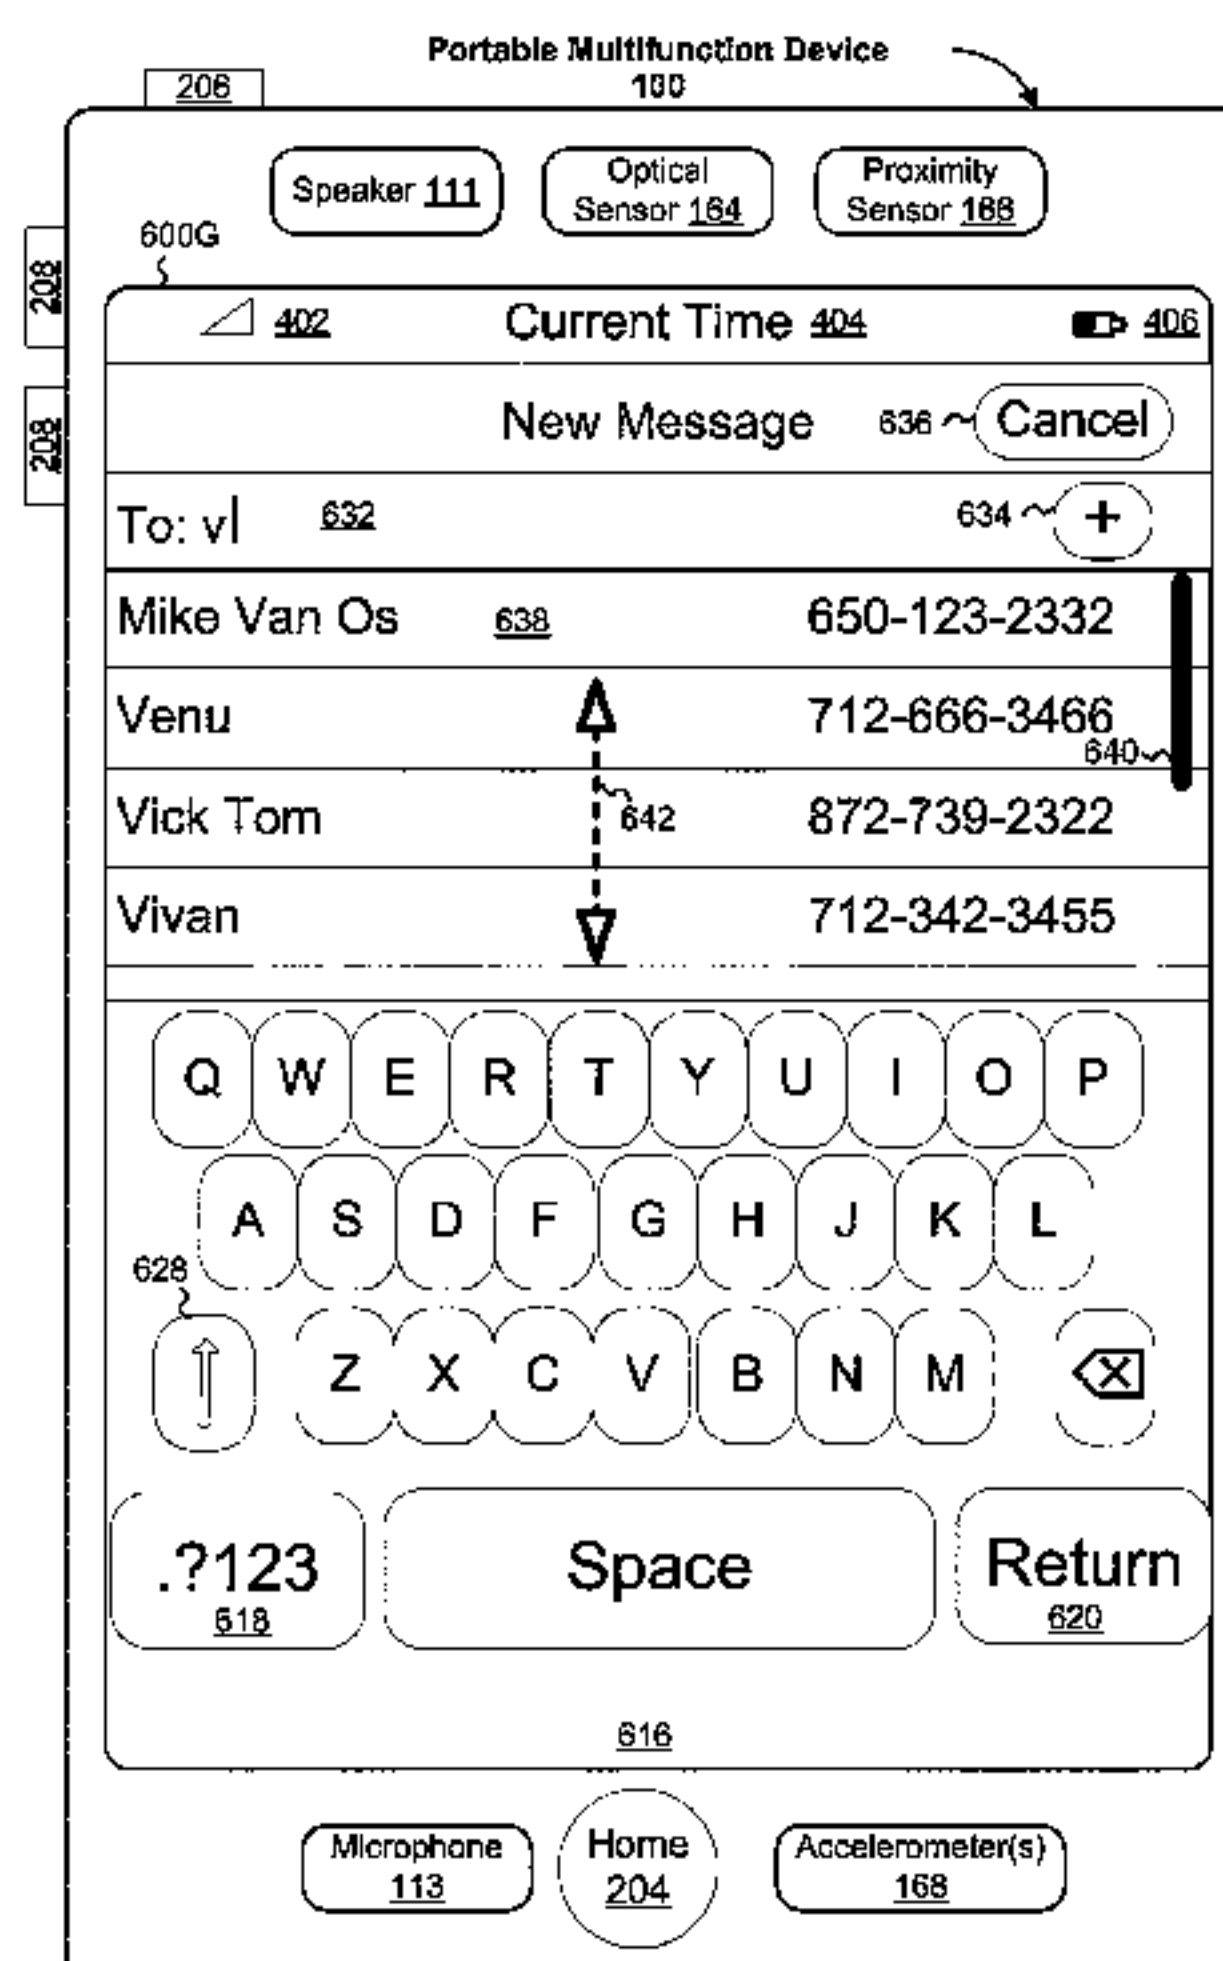 Portable Multifunction Device
100
206
Speaker 111
Optical
Sensor 164
Proximity
Sensor 166
600G
208
402 Current Time 404 406
New Message 636 Cancel
208
To: v 632 634 +
Mike Van Os 638 650-123-2332
Venu 712-666-3466
640
Vick Tom 642 872-739-2322
Vivan 712-342-3455
Q W E R T Y U I O P
A S D F G H J K L
628
Z X C V B N M
.?123 Space Return
618 620
616
Microphone
113
Home
204
Accelerometer(s)
168